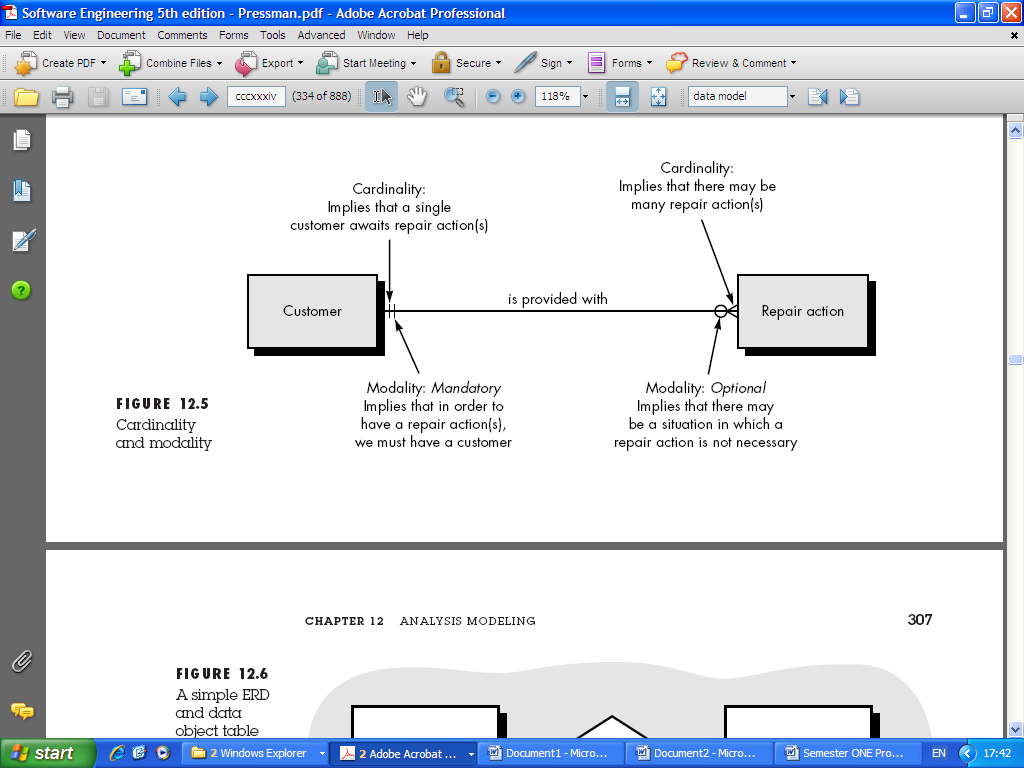 Software Engineering 5th edition - Pressman.pdf - Adobe Acrobat Professional
File Edit View Document Comments Forms Tools Advanced Window Help
Create PDF Combine Files Export Start Meeting Secure Sign Forms Review & Comment
cccxxxiv (334 of 888) 118% data model
Cardinality:
Implies that a single
customer awaits repair action(s)
Cardinality:
Implies that there may be
many repair action(s)
Customer
is provided with
Repair action
Modality: Mandatory
Implies that in order to
have a repair action(s),
we must have a customer
Modality: Optional
Implies that there may
be a situation in which a
repair action is not necessary
FIGURE 12.5
Cardinality
and modality
CHAPTER 12 ANALYSIS MODELING 307
FIGURE 12.6
A simple ERD
and data
object table
start 2 Windows Explorer 2 Adobe Acrobat ... Document1 - Micro... Document2 - Micro... Semester ONE Pro... EN 17:42